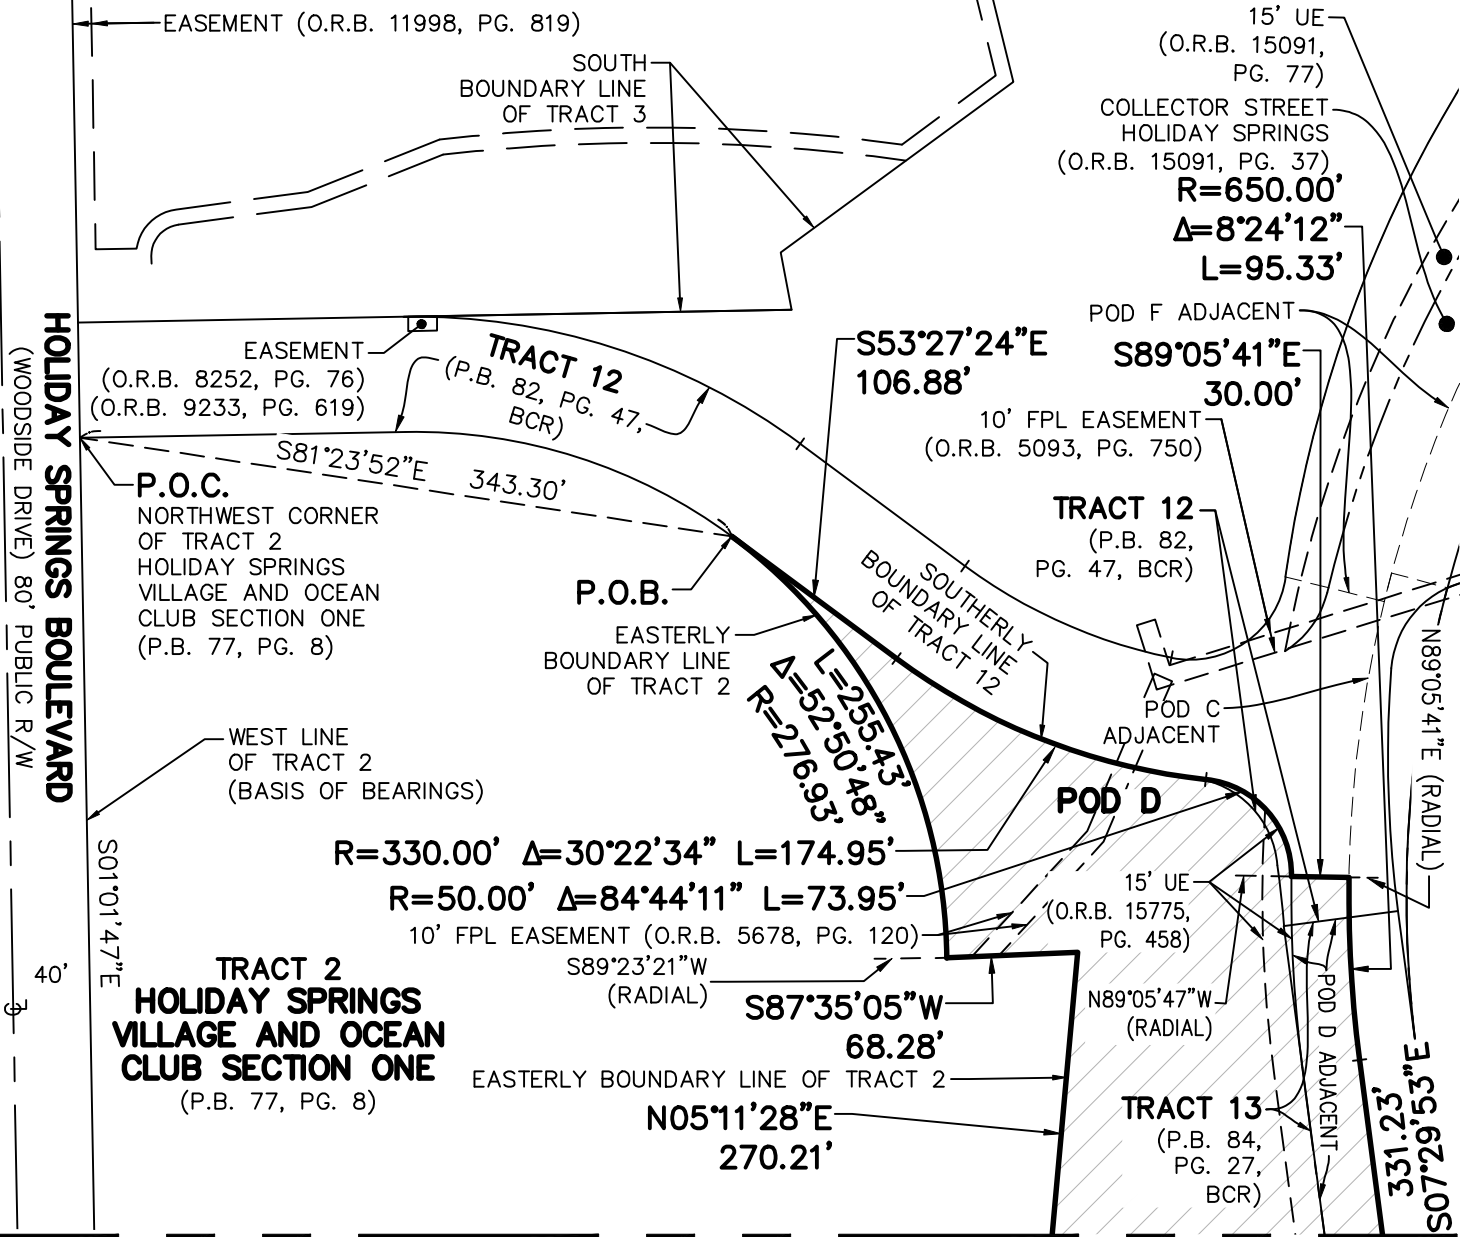 EASEMENT (O.R.B. 11998, PG. 819)
SOUTH
BOUNDARY LINE
OF TRACT 3
15' UE
(O.R.B. 15091,
PG. 77)
COLLECTOR STREET
HOLIDAY SPRINGS
(O.R.B. 15091, PG. 37)
R=650.00'
Δ=8°24'12"
L=95.33'
POD F ADJACENT
S89°05'41"E
30.00'
10' FPL EASEMENT
(O.R.B. 5093, PG. 750)
TRACT 12
(P.B. 82,
PG. 47, BCR)
EASEMENT
(O.R.B. 8252, PG. 76)
(O.R.B. 9233, PG. 619)
TRACT 12
(P.B. 82, PG. 47,
BCR)
S53°27'24"E
106.88'
S81°23'52"E 343.30'
P.O.C.
NORTHWEST CORNER
OF TRACT 2
HOLIDAY SPRINGS
VILLAGE AND OCEAN
CLUB SECTION ONE
(P.B. 77, PG. 8)
HOLIDAY SPRINGS BOULEVARD
(WOODSIDE DRIVE) 80' PUBLIC R/W
P.O.B.
EASTERLY
BOUNDARY LINE
OF TRACT 2
SOUTHERLY
BOUNDARY LINE
OF TRACT 12
L=255.43'
Δ=52°50'48"
R=276.93'
POD C
ADJACENT
N89°05'41"E (RADIAL)
WEST LINE
OF TRACT 2
(BASIS OF BEARINGS)
S01°01'47"E
POD D
R=330.00' Δ=30°22'34" L=174.95'
R=50.00' Δ=84°44'11" L=73.95'
10' FPL EASEMENT (O.R.B. 5678, PG. 120)
15' UE
(O.R.B. 15775,
PG. 458)
S89°23'21"W
(RADIAL)
S87°35'05"W
68.28'
N89°05'47"W
(RADIAL)
POD D ADJACENT
40'
TRACT 2
HOLIDAY SPRINGS
VILLAGE AND OCEAN
CLUB SECTION ONE
(P.B. 77, PG. 8)
EASTERLY BOUNDARY LINE OF TRACT 2
N05°11'28"E
270.21'
TRACT 13
(P.B. 84,
PG. 27,
BCR)
331.23'
S07°29'53"E